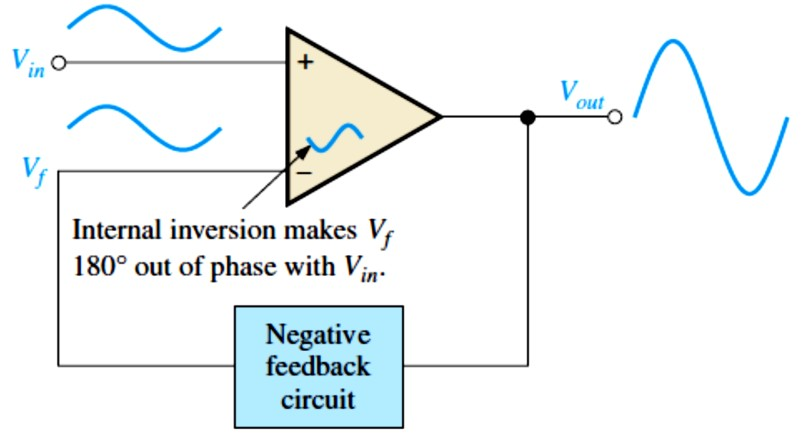 V_in
+
V_out
V_f
−
Internal inversion makes V_f
180° out of phase with V_in.
Negative
feedback
circuit